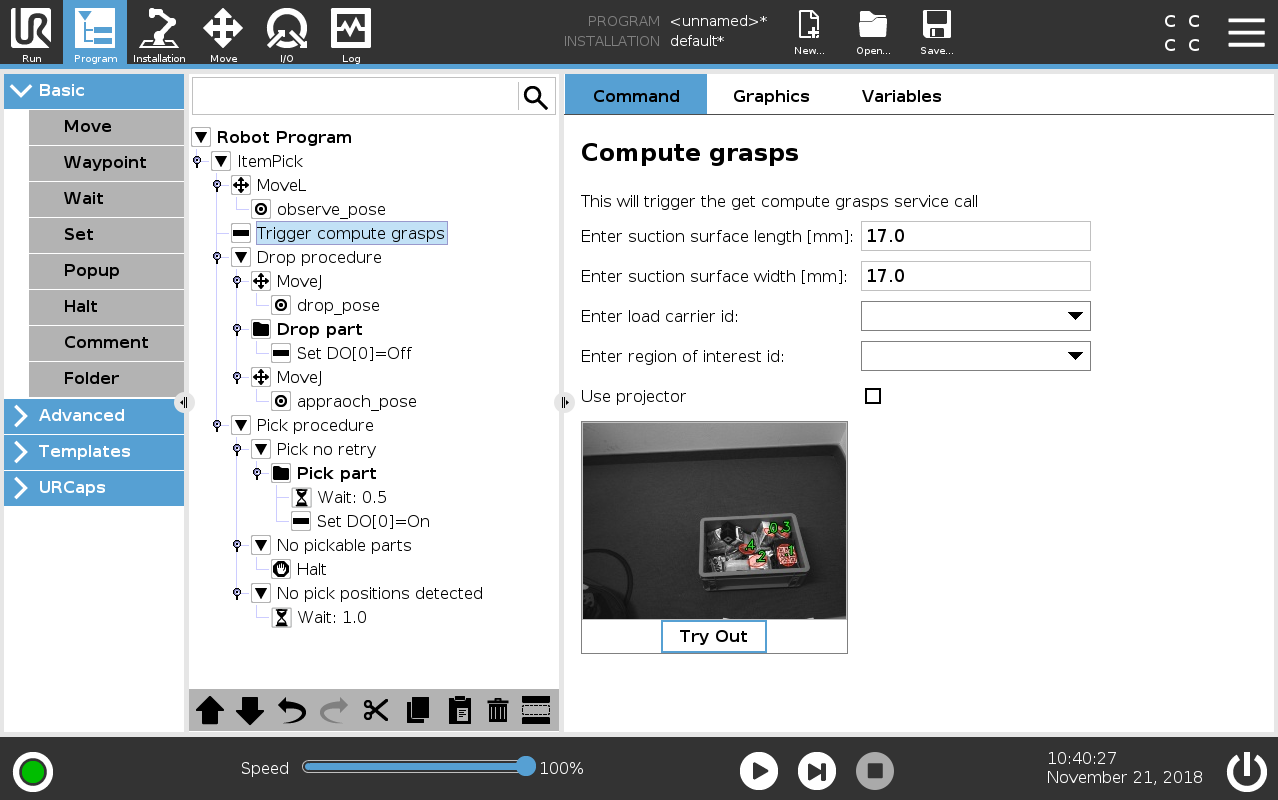 PROGRAM <unnamed>*
INSTALLATION default*
Run Program Installation Move I/O Log New... Open... Save...
C C
C C
Basic
Move
Waypoint
Wait
Set
Popup
Halt
Comment
Folder
Advanced
Templates
URCaps
Robot Program
ItemPick
MoveL
observe_pose
Trigger compute grasps
Drop procedure
MoveJ
drop_pose
Drop part
Set DO[0]=Off
MoveJ
appraoch_pose
Pick procedure
Pick no retry
Pick part
Wait: 0.5
Set DO[0]=On
No pickable parts
Halt
No pick positions detected
Wait: 1.0
Command Graphics Variables
Compute grasps
This will trigger the get compute grasps service call
Enter suction surface length [mm]: 17.0
Enter suction surface width [mm]: 17.0
Enter load carrier id:
Enter region of interest id:
Use projector
0 3
4 2 1
Try Out
Speed 100%
10:40:27
November 21, 2018